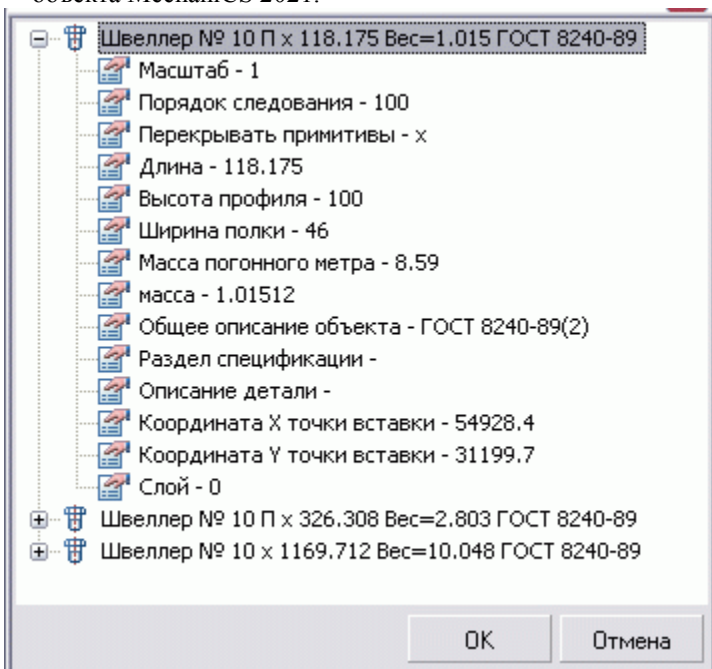 объекта MechaniCS 2021.
Швеллер № 10 П x 118.175 Вес=1.015 ГОСТ 8240-89
Масштаб - 1
Порядок следования - 100
Перекрывать примитивы - x
Длина - 118.175
Высота профиля - 100
Ширина полки - 46
Масса погонного метра - 8.59
масса - 1.01512
Общее описание объекта - ГОСТ 8240-89(2)
Раздел спецификации -
Описание детали -
Координата X точки вставки - 54928.4
Координата Y точки вставки - 31199.7
Слой - 0
Швеллер № 10 П x 326.308 Вес=2.803 ГОСТ 8240-89
Швеллер № 10 x 1169.712 Вес=10.048 ГОСТ 8240-89
OK Отмена